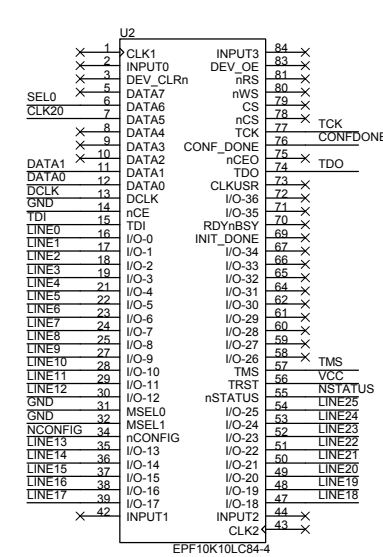 U2
1 CLK1 INPUT3 84
2 INPUT0 DEV_OE 83
3 DEV_CLRn nRS 81
5 DATA7 nWS 80
SEL0 6 DATA6 CS 79
CLK20 7 DATA5 nCS 78
8 DATA4 TCK 77 TCK
9 DATA3 CONF_DONE 76 CONFDONE
10 DATA2 nCEO 75
DATA1 11 DATA1 TDO 74 TDO
DATA0 12 DATA0 CLKUSR 73
DCLK 13 DCLK I/O-36 72
GND 14 nCE I/O-35 71
TDI 15 TDI RDYnBSY 70
LINE0 16 I/O-0 INIT_DONE 69
LINE1 17 I/O-1 I/O-34 67
LINE2 18 I/O-2 I/O-33 66
LINE3 19 I/O-3 I/O-32 65
LINE4 21 I/O-4 I/O-31 64
LINE5 22 I/O-5 I/O-30 62
LINE6 23 I/O-6 I/O-29 61
LINE7 24 I/O-7 I/O-28 60
LINE8 25 I/O-8 I/O-27 59
LINE9 27 I/O-9 I/O-26 58
LINE10 28 I/O-10 TMS 57 TMS
LINE11 29 I/O-11 TRST 56 VCC
LINE12 30 I/O-12 nSTATUS 55 NSTATUS
GND 31 MSEL0 I/O-25 54 LINE25
GND 32 MSEL1 I/O-24 53 LINE24
NCONFIG 34 nCONFIG I/O-23 52 LINE23
LINE13 35 I/O-13 I/O-22 51 LINE22
LINE14 36 I/O-14 I/O-21 50 LINE21
LINE15 37 I/O-15 I/O-20 49 LINE20
LINE16 38 I/O-16 I/O-19 48 LINE19
LINE17 39 I/O-17 I/O-18 47 LINE18
42 INPUT1 INPUT2 44
CLK2 43
EPF10K10LC84-4